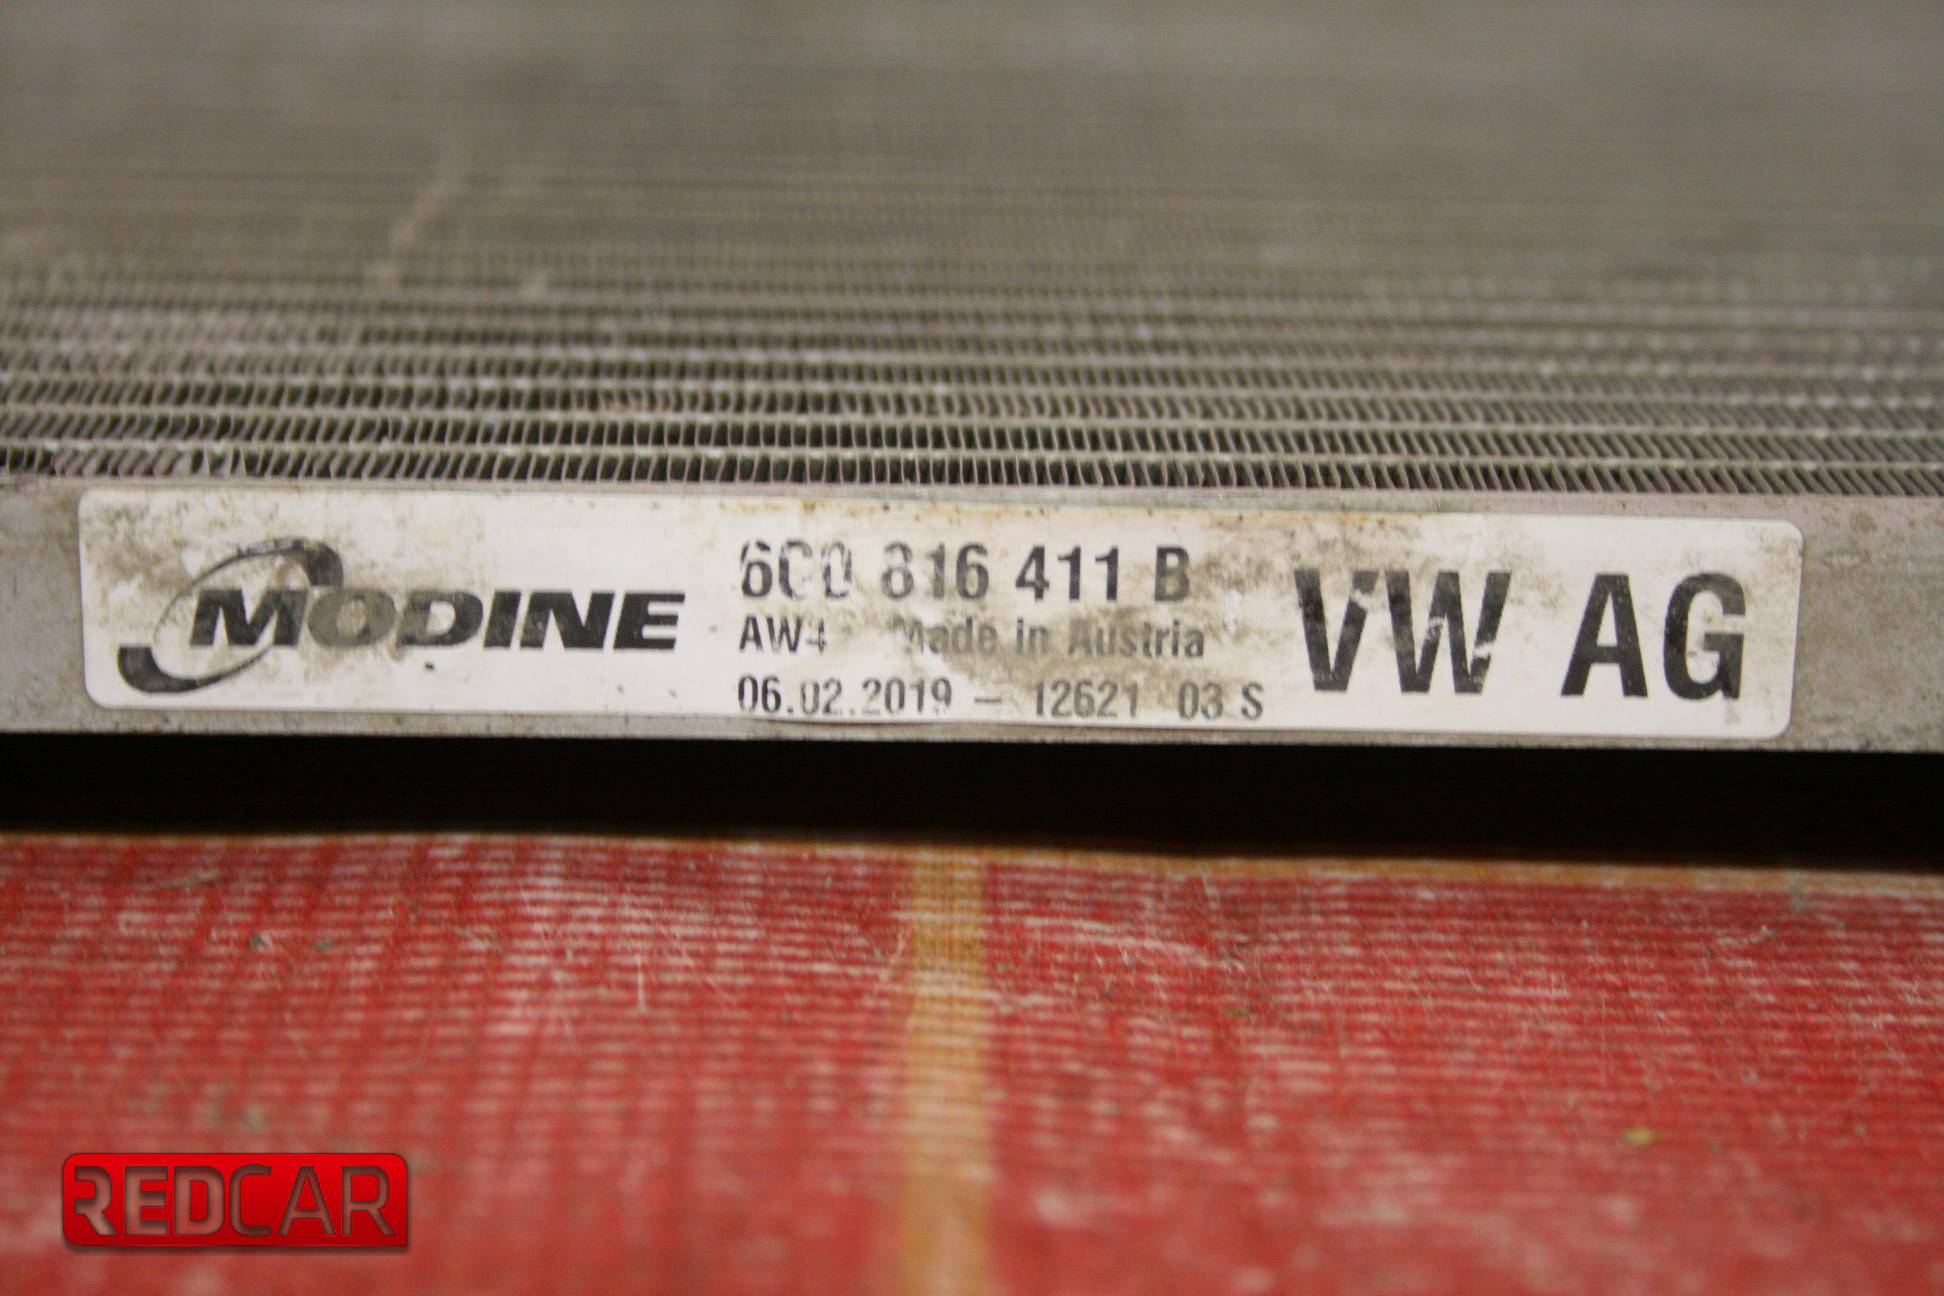 MODINE
6C0 816 411 B
AW4 Made in Austria
06.02.2019 - 12621 03 S
VW AG
REDCAR